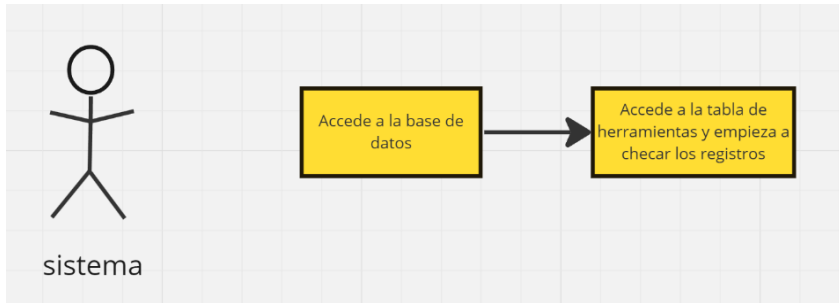 Accede a la base de
datos
Accede a la tabla de
herramientas y empieza a
checar los registros
sistema